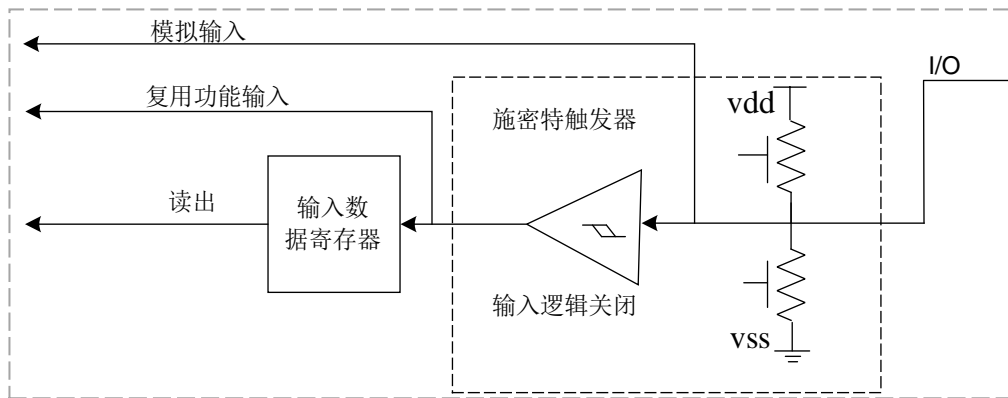 模拟输入
I/O
复用功能输入
施密特触发器
vdd
读出
输入数
据寄存器
输入逻辑关闭
vss